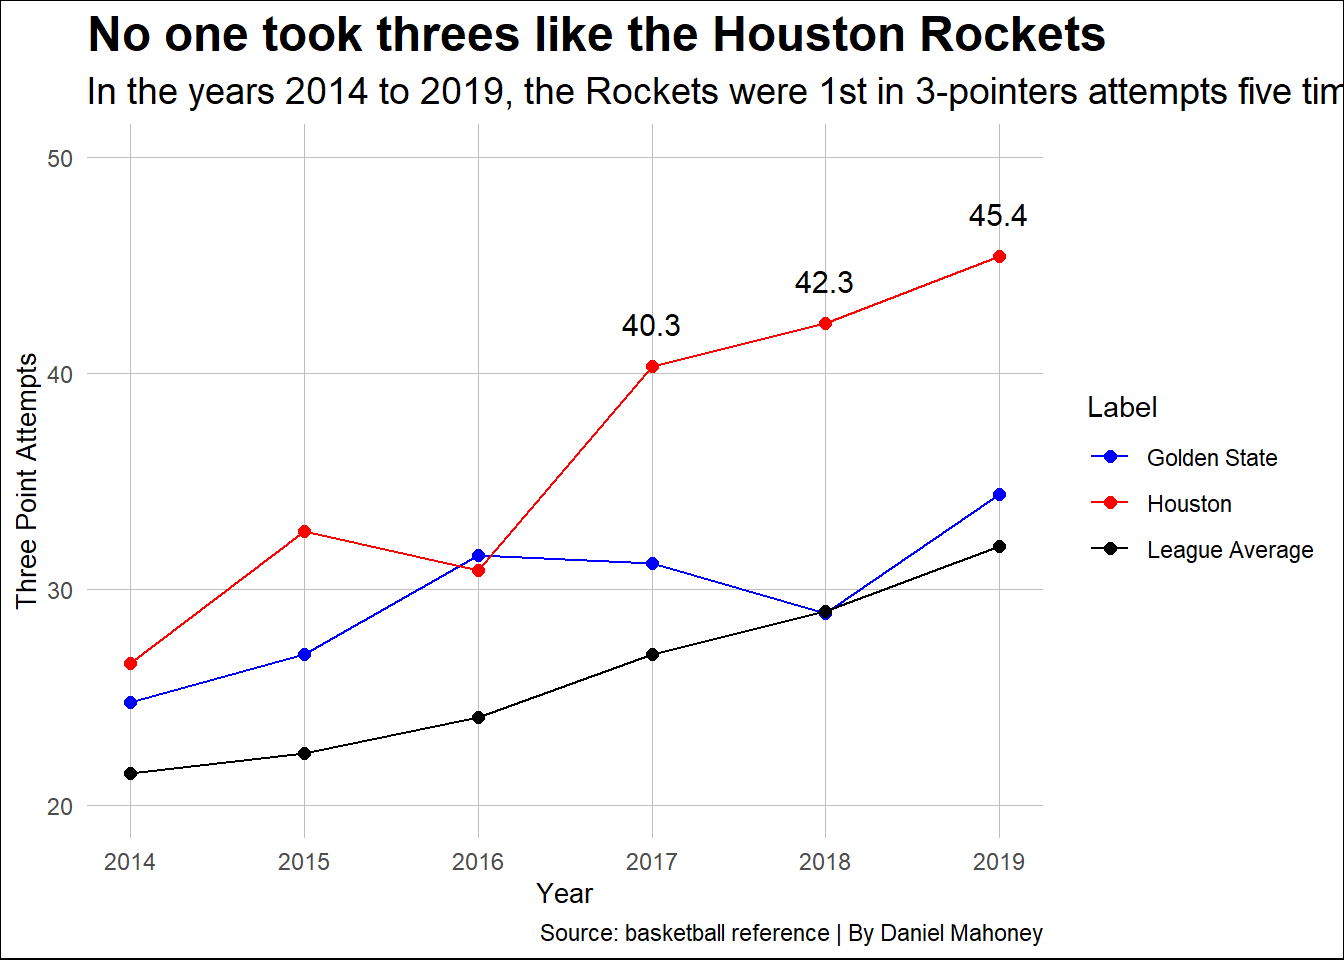 No one took threes like the Houston Rockets
In the years 2014 to 2019, the Rockets were 1st in 3-pointers attempts five
50
45.4
42.3
40.3
40
Three Point Attempts
Label
Golden State
Houston
League Average
30
20
2014 2015 2016 2017 2018 2019
Year
Source: basketball reference | By Daniel Mahoney